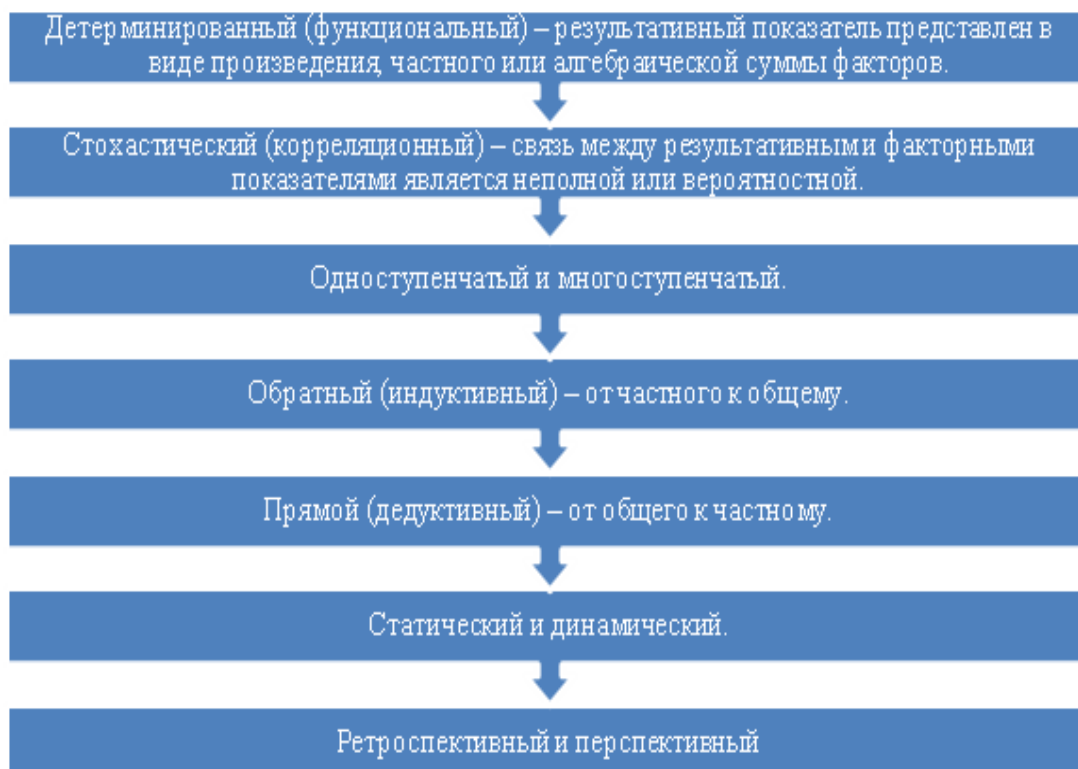 Детерминированный (функциональный) – результативный показатель представлен в
виде произведения, частного или алгебраической суммы факторов.
Стохастический (корреляционный) – связь между результативными факторными
показателями является неполной или вероятностной.
Одноступенчатый и многоступенчатый.
Обратный (индуктивный) – от частного к общему.
Прямой (дедуктивный) – от общего к частному.
Статический и динамический.
Ретроспективный и перспективный